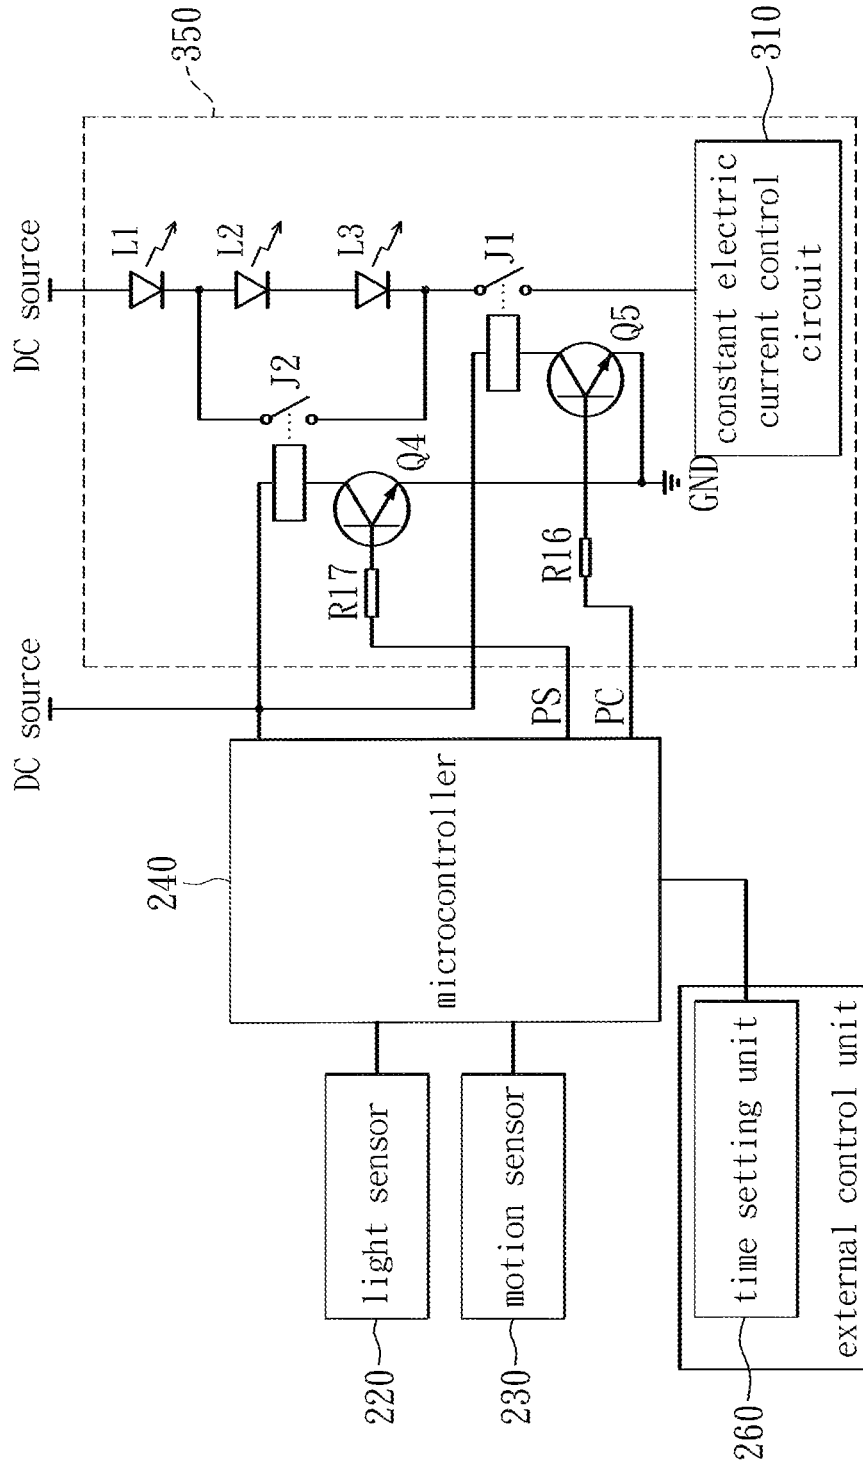 DC source
DC source
350
L1
L2
L3
J2
J1
Q4
Q5
R17
R16
GND
310
constant electric
current control
circuit
PS
PC
240
microcontroller
light sensor
220
motion sensor
230
time setting unit
260
external control unit